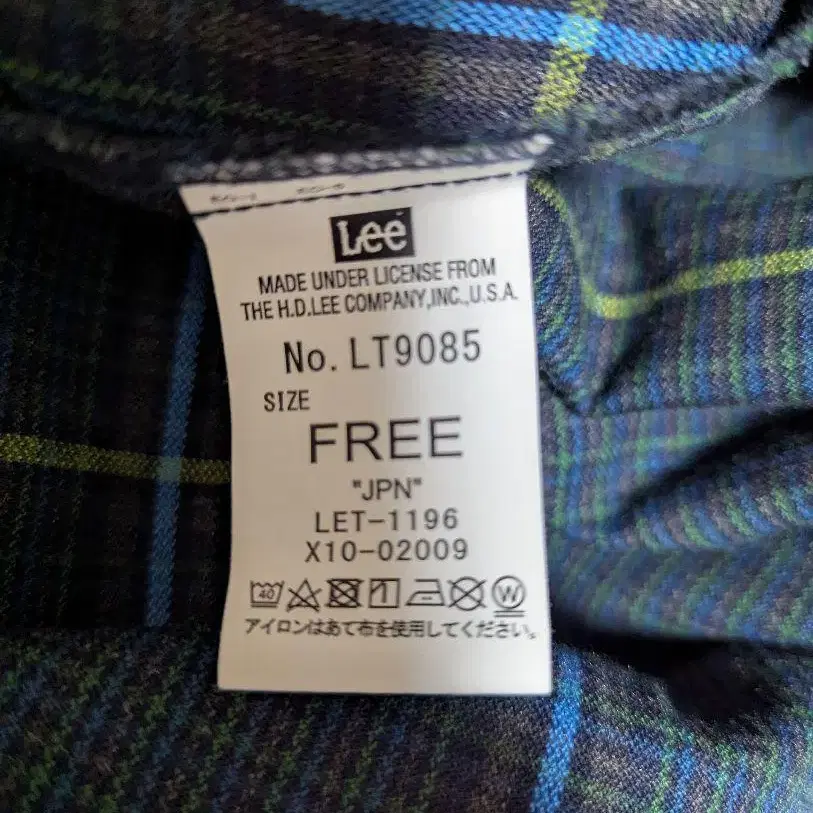 Lee
MADE UNDER LICENSE FROM
THE H.D.LEE COMPANY,INC.,U.S.A.
No. LT9085
SIZE
FREE
"JPN"
LET-1196
X10-02009
40 W
アイロンはあて布を使用してください。